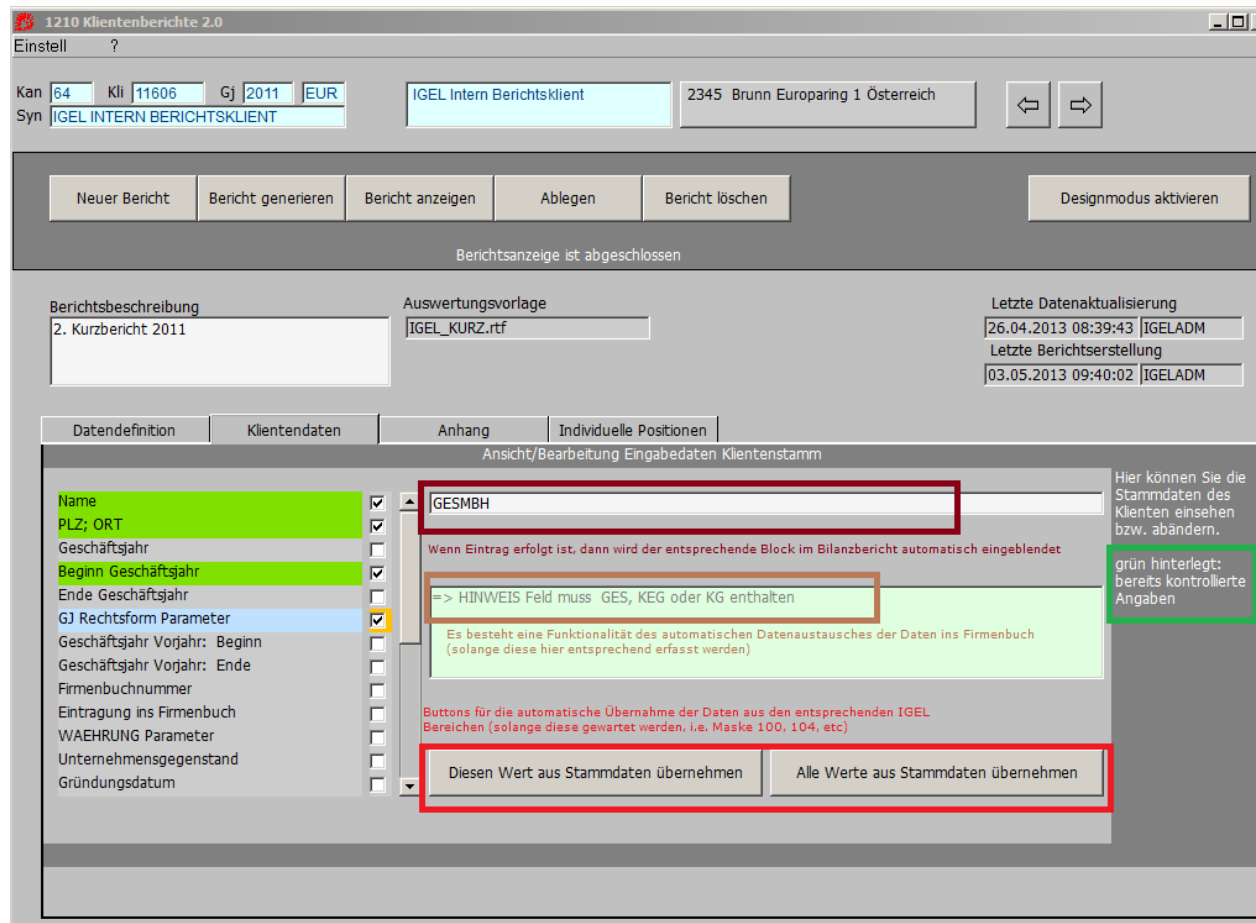 1210 Klientenberichte 2.0
Einstell ?
Kan 64 Kli 11606 Gj 2011 EUR
Syn IGEL INTERN BERICHTSKLIENT
IGEL Intern Berichtsklient
2345 Brunn Europaring 1 Österreich
Neuer Bericht
Bericht generieren
Bericht anzeigen
Ablegen
Bericht löschen
Designmodus aktivieren
Berichtsanzeige ist abgeschlossen
Berichtsbeschreibung
2. Kurzbericht 2011
Auswertungsvorlage
IGEL_KURZ.rtf
Letzte Datenaktualisierung
26.04.2013 08:39:43 IGELADM
Letzte Berichtserstellung
03.05.2013 09:40:02 IGELADM
Datendefinition
Klientendaten
Anhang
Individuelle Positionen
Ansicht/Bearbeitung Eingabedaten Klientenstamm
Name
PLZ; ORT
Geschäftsjahr
Beginn Geschäftsjahr
Ende Geschäftsjahr
GJ Rechtsform Parameter
Geschäftsjahr Vorjahr: Beginn
Geschäftsjahr Vorjahr: Ende
Firmenbuchnummer
Eintragung ins Firmenbuch
WAEHRUNG Parameter
Unternehmensgegenstand
Gründungsdatum
GESMBH
Wenn Eintrag erfolgt ist, dann wird der entsprechende Block im Bilanzbericht automatisch eingeblendet
=> HINWEIS Feld muss GES, KEG oder KG enthalten
Es besteht eine Funktionalität des automatischen Datenaustausches der Daten ins Firmenbuch
(solange diese hier entsprechend erfasst werden)
Buttons für die automatische Übernahme der Daten aus den entsprechenden IGEL
Bereichen (solange diese gewartet werden, i.e. Maske 100, 104, etc)
Diesen Wert aus Stammdaten übernehmen
Alle Werte aus Stammdaten übernehmen
Hier können Sie die
Stammdaten des
Klienten einsehen
bzw. abändern.
grün hinterlegt:
bereits kontrollierte
Angaben